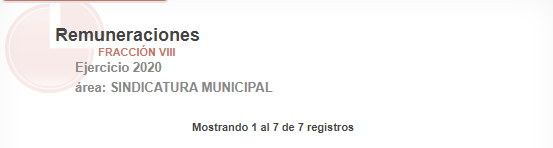 Remuneraciones
FRACCIÓN VIII
Ejercicio 2020
área: SINDICATURA MUNICIPAL
Mostrando 1 al 7 de 7 registros